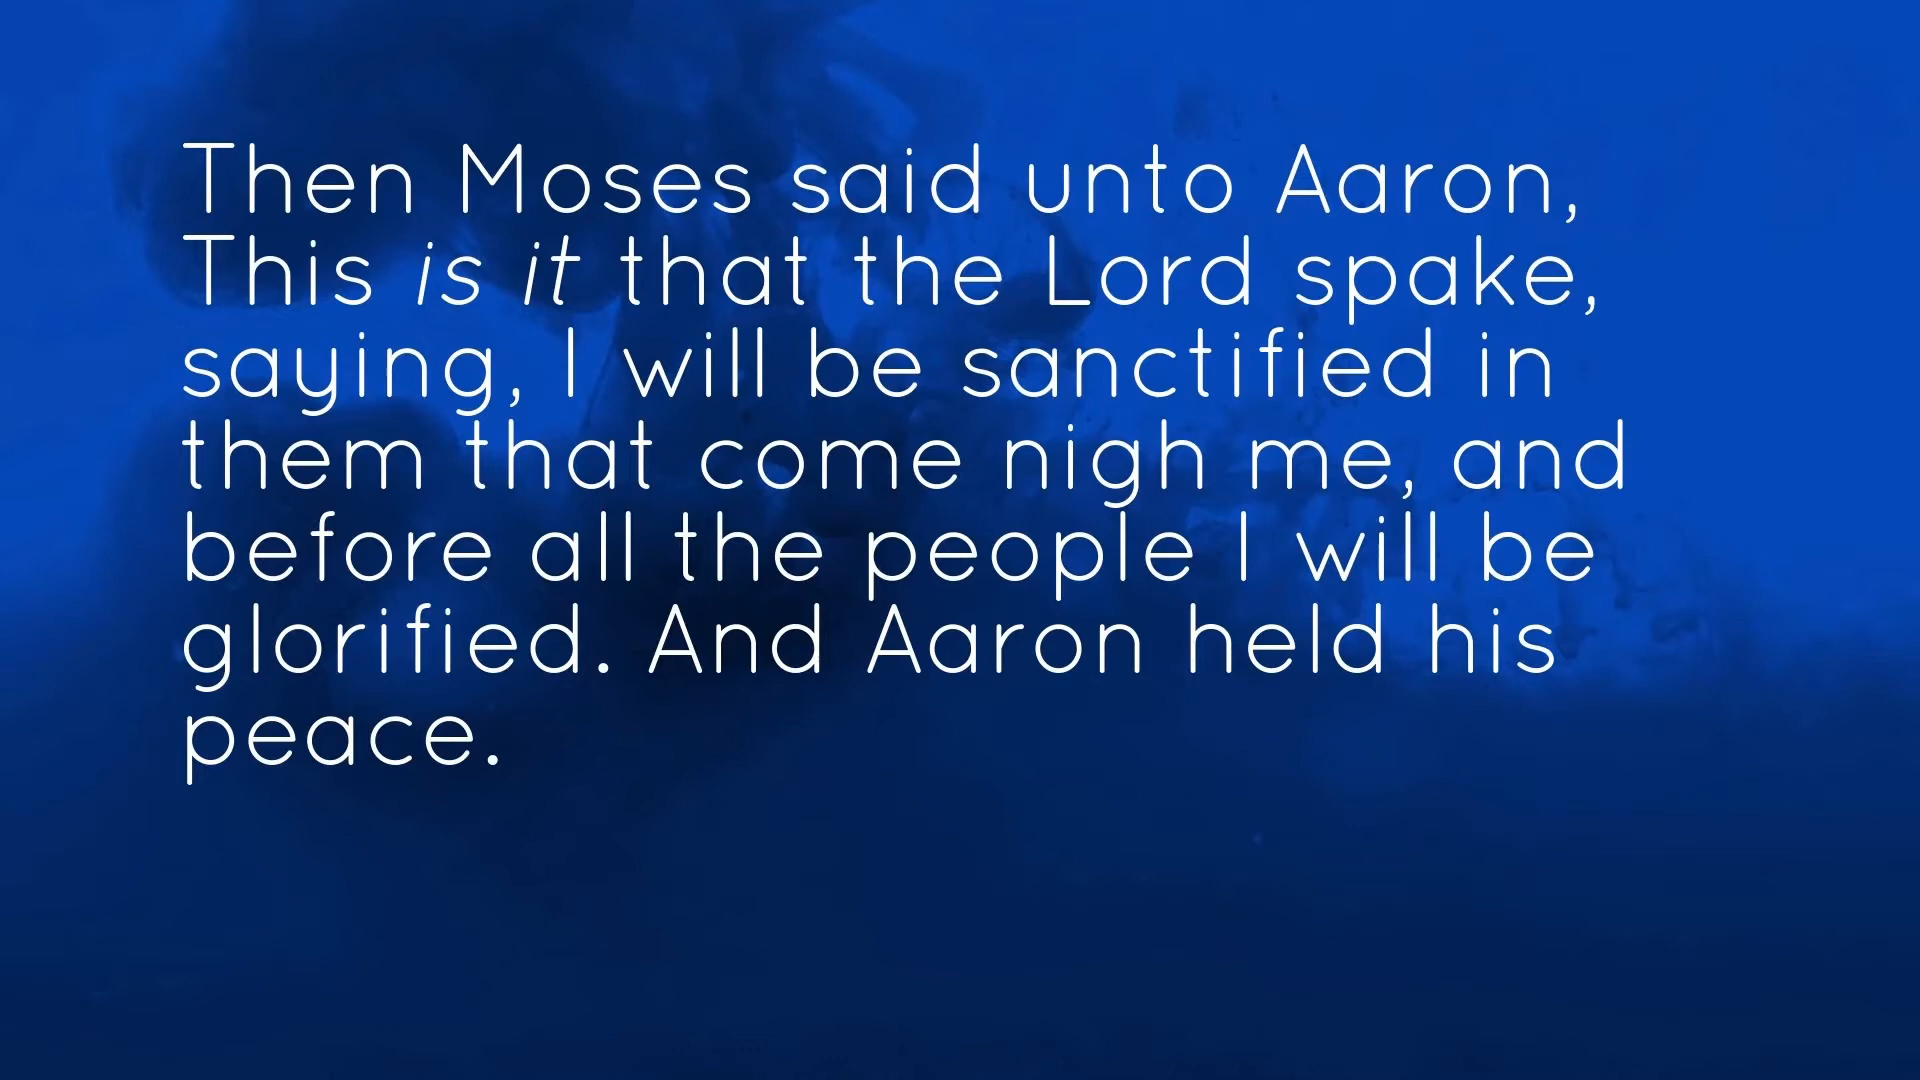 Then Moses said unto Aaron,
This is it that the Lord spake,
saying, I will be sanctified in
them that come nigh me, and
before all the people I will be
glorified. And Aaron held his
peace.